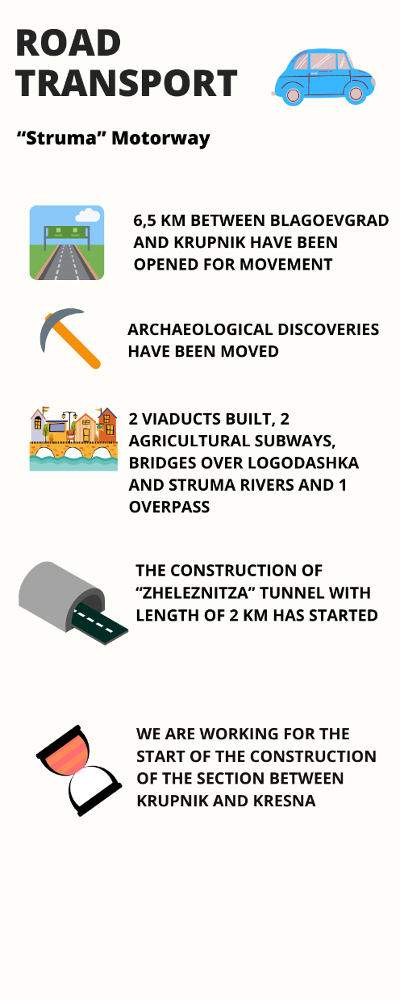 ROAD
TRANSPORT
“Struma” Motorway
6,5 KM BETWEEN BLAGOEVGRAD
AND KRUPNIK HAVE BEEN
OPENED FOR MOVEMENT
ARCHAEOLOGICAL DISCOVERIES
HAVE BEEN MOVED
2 VIADUCTS BUILT, 2
AGRICULTURAL SUBWAYS,
BRIDGES OVER LOGODASHKA
AND STRUMA RIVERS AND 1
OVERPASS
THE CONSTRUCTION OF
“ZHELEZNITZA” TUNNEL WITH
LENGTH OF 2 KM HAS STARTED
WE ARE WORKING FOR THE
START OF THE CONSTRUCTION
OF THE SECTION BETWEEN
KRUPNIK AND KRESNA